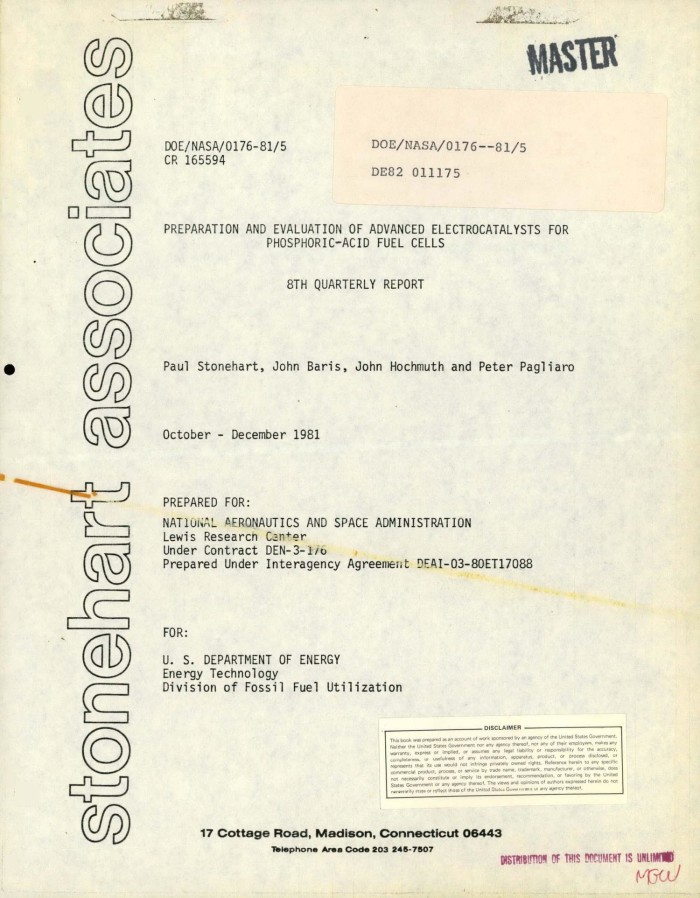 stonehart associates
MASTER
DOE/NASA/0176-81/5
CR 165594
DOE/NASA/0176--81/5
DE82 011175
PREPARATION AND EVALUATION OF ADVANCED ELECTROCATALYSTS FOR
PHOSPHORIC-ACID FUEL CELLS
8TH QUARTERLY REPORT
Paul Stonehart, John Baris, John Hochmuth and Peter Pagliaro
October - December 1981
PREPARED FOR:
NATIONAL AERONAUTICS AND SPACE ADMINISTRATION
Lewis Research Center
Under Contract DEN-3-176
Prepared Under Interagency Agreement DEAI-03-80ET17088
FOR:
U. S. DEPARTMENT OF ENERGY
Energy Technology
Division of Fossil Fuel Utilization
DISCLAIMER
This book was prepared as an account of work sponsored by an agency of the United States Government.
Neither the United States Government nor any agency thereof, nor any of their employees, makes any
warranty, express or implied, or assumes any legal liability or responsibility for the accuracy,
completeness, or usefulness of any information, apparatus, product, or process disclosed, or
represents that its use would not infringe privately owned rights. Reference herein to any specific
commercial product, process, or service by trade name, trademark, manufacturer, or otherwise, does
not necessarily constitute or imply its endorsement, recommendation, or favoring by the United
States Government or any agency thereof. The views and opinions of authors expressed herein do not
necessarily state or reflect those of the United States Government or any agency thereof.
17 Cottage Road, Madison, Connecticut 06443
Telephone Area Code 203 245-7507
DISTRIBUTION OF THIS DOCUMENT IS UNLIMITED
MGW